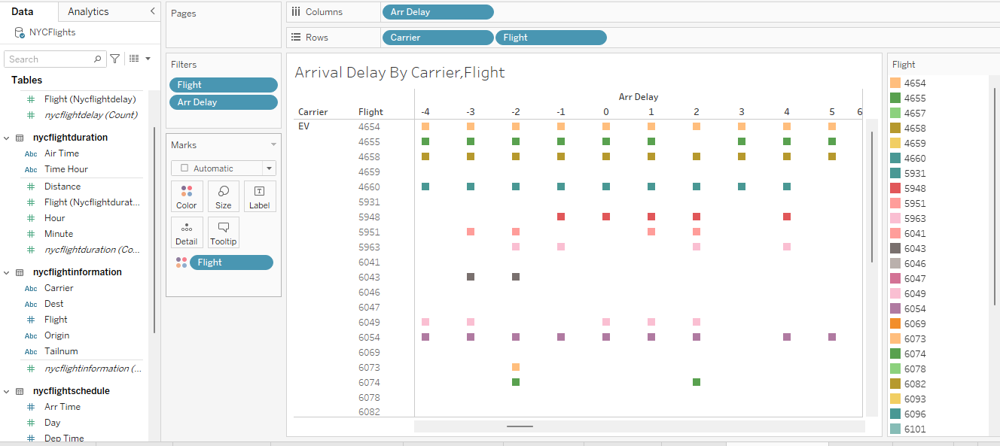 Data
Analytics
NYCFlights
Search
Tables
Flight (Nycflightdelay)
nycflightdelay (Count)
nycflightduration
Abc Air Time
Abc Time Hour
Distance
Flight (Nycflightdurat...
Hour
Minute
nycflightduration (Co...
nycflightinformation
Abc Carrier
Abc Dest
Flight
Abc Origin
Abc Tailnum
nycflightinformation (...
nycflightschedule
Arr Time
Day
Dep Time
Pages
Filters
Flight
Arr Delay
Marks
Automatic
Color Size Label
Detail Tooltip
Flight
Columns Arr Delay
Rows Carrier Flight
Arrival Delay By Carrier,Flight
Arr Delay
Carrier Flight -4 -3 -2 -1 0 1 2 3 4 5 6
EV 4654
4655
4658
4659
4660
5931
5948
5951
5963
6041
6043
6046
6047
6049
6054
6069
6073
6074
6078
6082
Flight
4654
4655
4657
4658
4659
4660
5931
5948
5951
5963
6041
6043
6046
6047
6049
6054
6069
6073
6074
6078
6082
6093
6096
6101